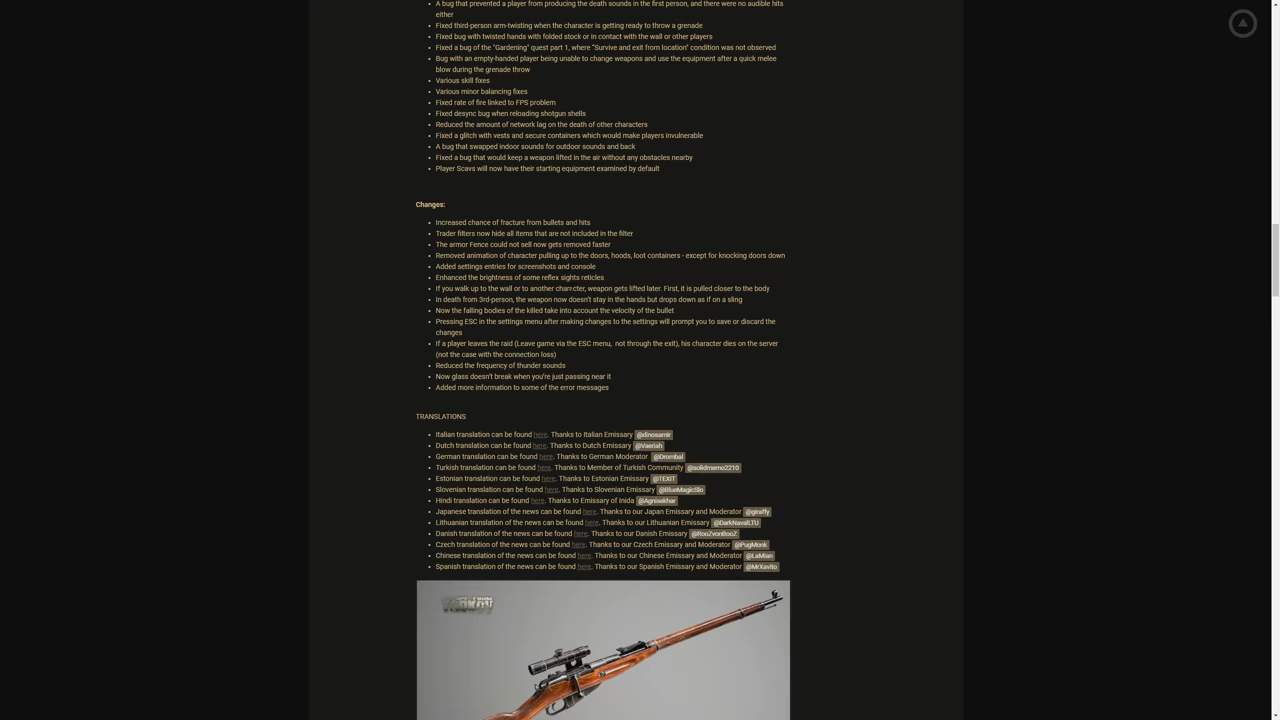 A bug that prevented a player from producing the death sounds in the first person, and there were no audible hits
either
Fixed third-person arm-twisting when the character is getting ready to throw a grenade
Fixed bug with twisted hands with folded stock or in contact with the wall or other players
Fixed a bug of the "Gardening" quest part 1, where “Survive and exit from location” condition was not observed
Bug with an empty-handed player being unable to change weapons and use the equipment after a quick melee
blow during the grenade throw
Various skill fixes
Various minor balancing fixes
Fixed rate of fire linked to FPS problem
Fixed desync bug when reloading shotgun shells
Reduced the amount of network lag on the death of other characters
Fixed a glitch with vests and secure containers which would make players invulnerable
A bug that swapped indoor sounds for outdoor sounds and back
Fixed a bug that would keep a weapon lifted in the air without any obstacles nearby
Player Scavs will now have their starting equipment examined by default
Changes:
Increased chance of fracture from bullets and hits
Trader filters now hide all items that are not included in the filter
The armor Fence could not sell now gets removed faster
Removed animation of character pulling up to the doors, hoods, loot containers - except for knocking doors down
Added settings entries for screenshots and console
Enhanced the brightness of some reflex sights reticles
If you walk up to the wall or to another character, weapon gets lifted later. First, it is pulled closer to the body
In death from 3rd-person, the weapon now doesn’t stay in the hands but drops down as if on a sling
Now the falling bodies of the killed take into account the velocity of the bullet
Pressing ESC in the settings menu after making changes to the settings will prompt you to save or discard the
changes
If a player leaves the raid (Leave game via the ESC menu, not through the exit), his character dies on the server
(not the case with the connection loss)
Reduced the frequency of thunder sounds
Now glass doesn’t break when you’re just passing near it
Added more information to some of the error messages
TRANSLATIONS
Italian translation can be found here. Thanks to Italian Emissary @dinosamir
Dutch translation can be found here. Thanks to Dutch Emissary @Vaeriah
German translation can be found here. Thanks to German Moderator @Drombal
Turkish translation can be found here. Thanks to Member of Turkish Community @solidmemo2210
Estonian translation can be found here. Thanks to Estonian Emissary @TEXIT
Slovenian translation can be found here. Thanks to Slovenian Emissary @BlueMagicSlo
Hindi translation can be found here. Thanks to Emissary of Inida @Agnisekhar
Japanese translation of the news can be found here. Thanks to our Japan Emissary and Moderator @giraffy
Lithuanian translation of the news can be found here. Thanks to our Lithuanian Emissary @DarkNavalLTU
Danish translation of the news can be found here. Thanks to our Danish Emissary @RooZvonBooZ
Czech translation of the news can be found here. Thanks to our Czech Emissary and Moderator @PugMonk
Chinese translation of the news can be found here. Thanks to our Chinese Emissary and Moderator @LaMian
Spanish translation of the news can be found here. Thanks to our Spanish Emissary and Moderator @MrXavito
TARKOV